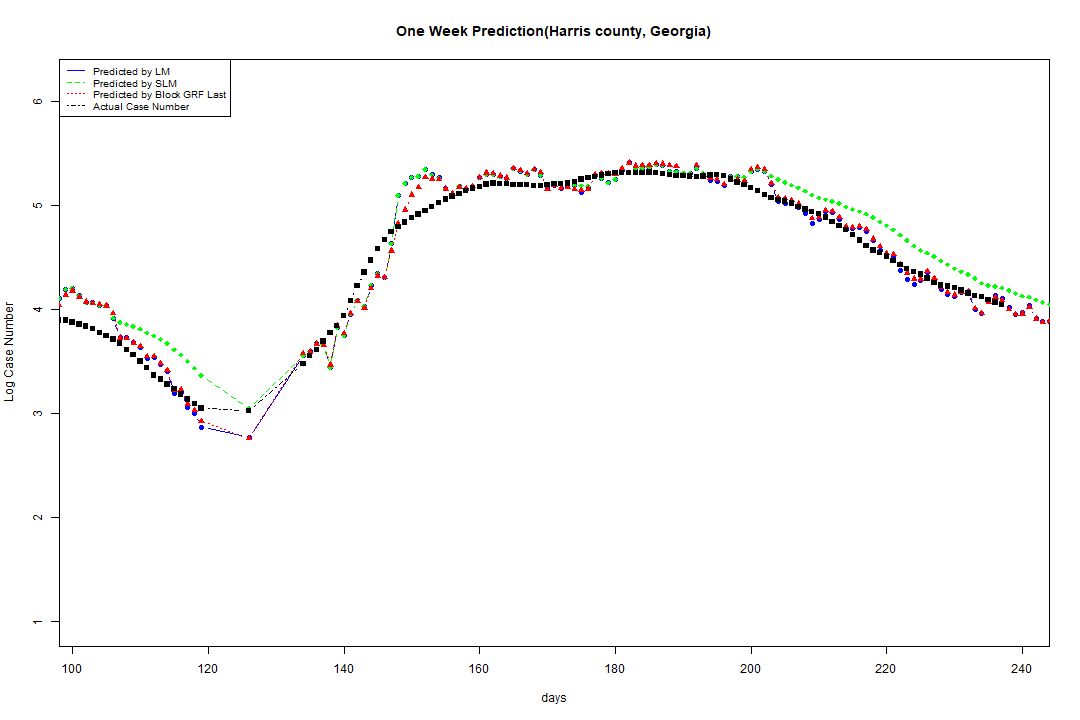 One Week Prediction(Harris county, Georgia)
Predicted by LM
Predicted by SLM
Predicted by Block GRF Last
Actual Case Number
6
5
4
3
2
1
Log Case Number
100 120 140 160 180 200 220 240
days